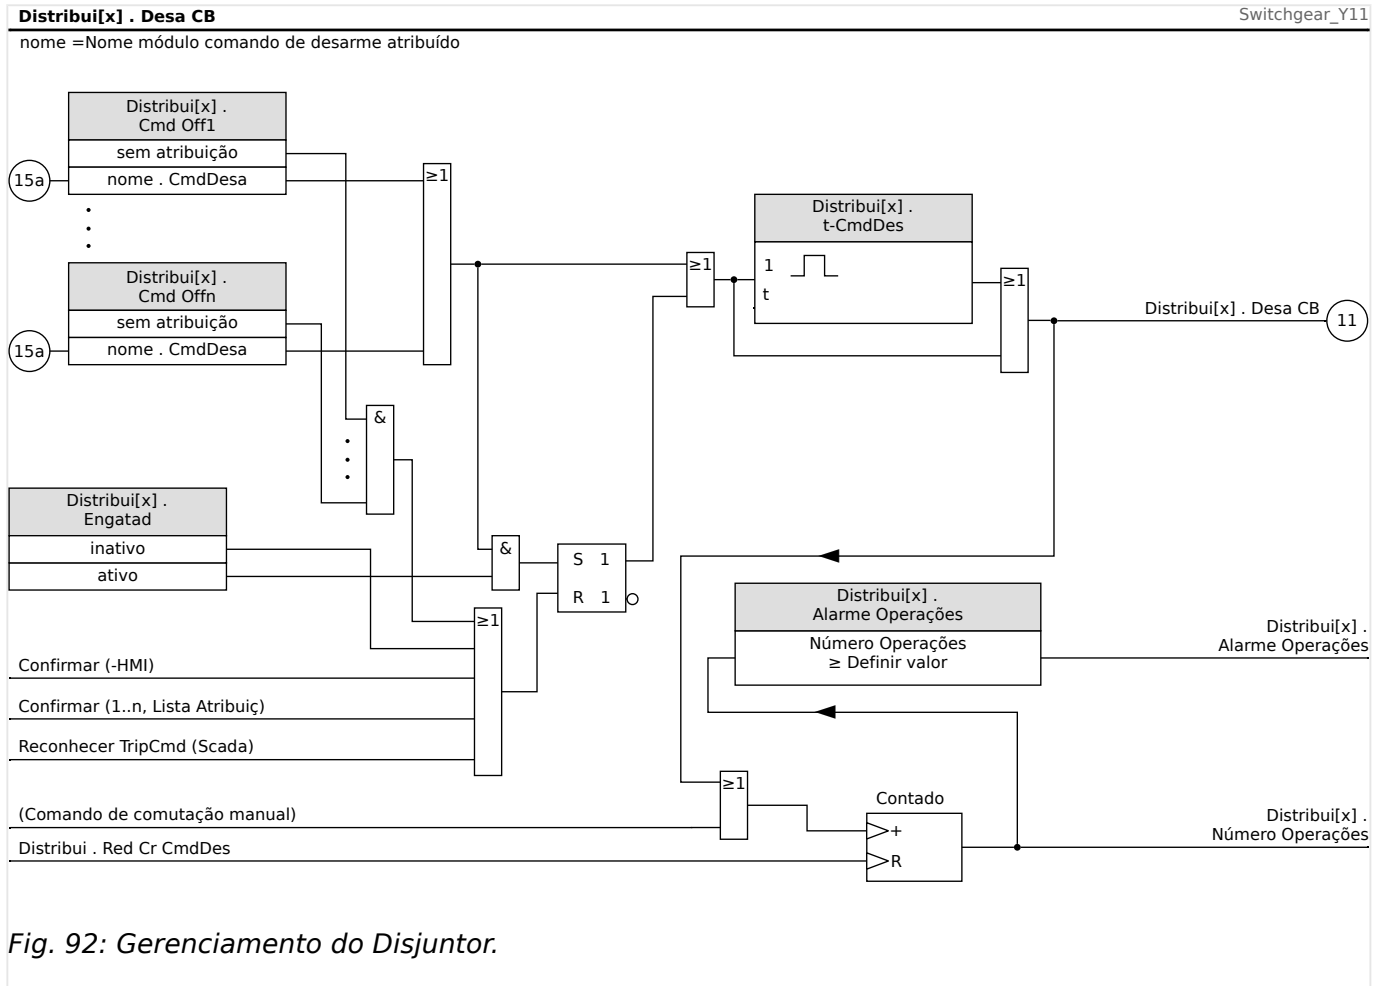 Distribui[x] . Desa CB
Switchgear_Y11
nome =Nome módulo comando de desarme atribuído
Distribui[x] .
Cmd Off1
sem atribuição
15a
nome . CmdDesa
≥1
Distribui[x] .
Cmd Offn
sem atribuição
15a
nome . CmdDesa
≥1
Distribui[x] .
t-CmdDes
1
t
≥1
Distribui[x] . Desa CB
11
&
Distribui[x] .
Engatad
inativo
ativo
&
S 1
R 1
≥1
Confirmar (-HMI)
Confirmar (1..n, Lista Atribuiç)
Reconhecer TripCmd (Scada)
Distribui[x] .
Alarme Operações
Número Operações
≥ Definir valor
Distribui[x] .
Alarme Operações
≥1
(Comando de comutação manual)
Distribui . Red Cr CmdDes
Contado
+
R
Distribui[x] .
Número Operações
Fig. 92: Gerenciamento do Disjuntor.